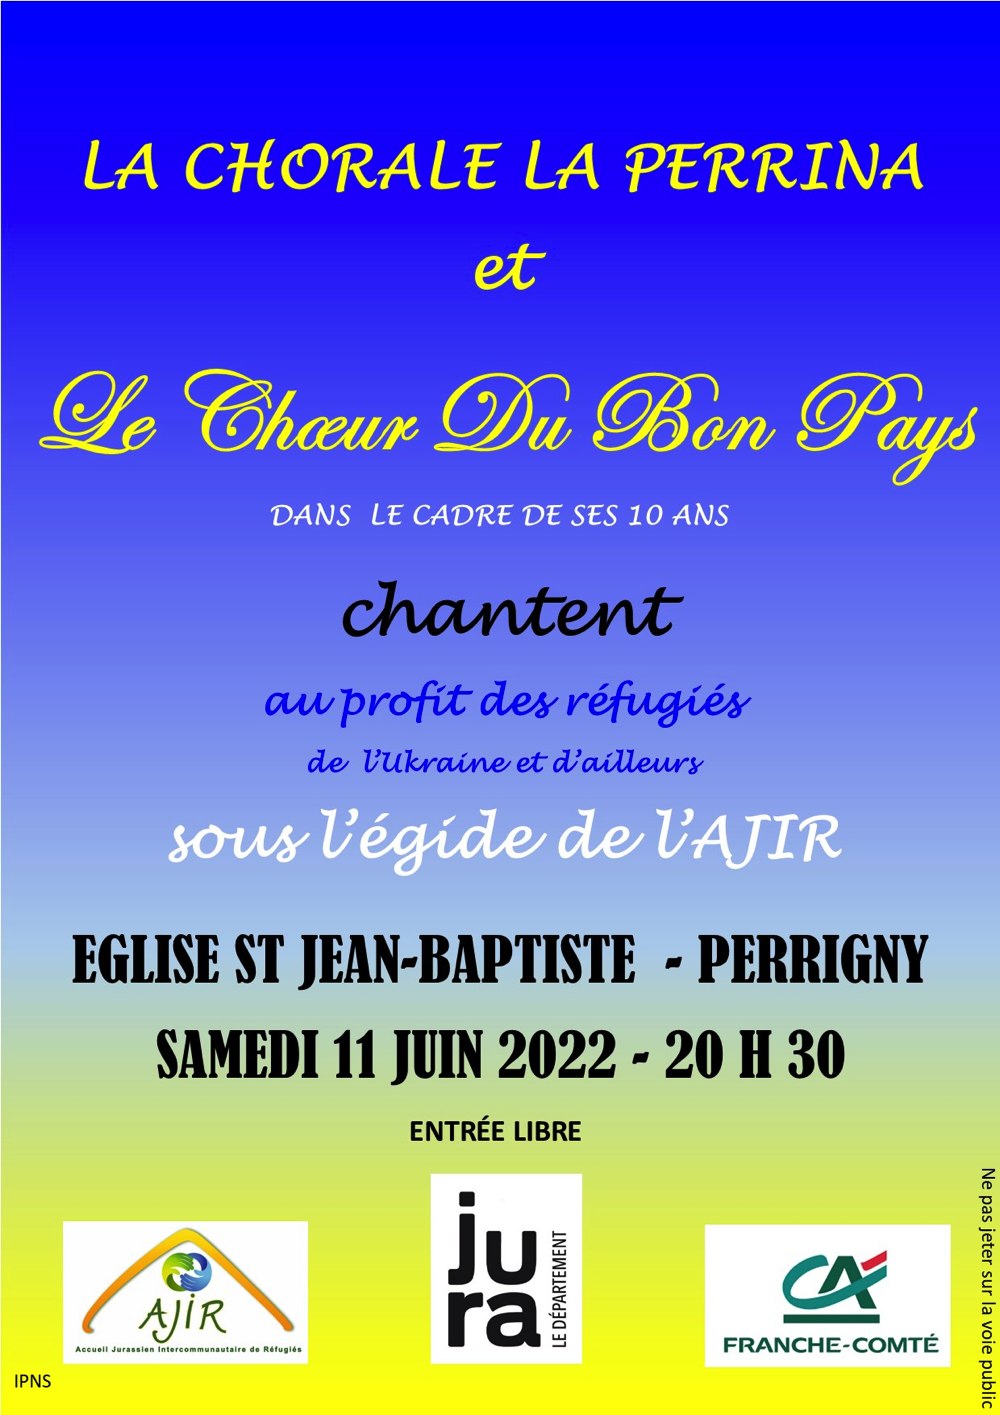 LA CHORALE LA PERRINA
et
Le Chœur Du Bon Pays
DANS LE CADRE DE SES 10 ANS
chantent
au profit des réfugiés
de l'Ukraine et d'ailleurs
sous l'égide de l'AJIR
EGLISE ST JEAN-BAPTISTE - PERRIGNY
SAMEDI 11 JUIN 2022 - 20 H 30
ENTRÉE LIBRE
AJIR
Accueil Jurassien Intercommunautaire de Réfugiés
jura
LE DÉPARTEMENT
CA
FRANCHE-COMTÉ
IPNS
Ne pas jeter sur la voie public